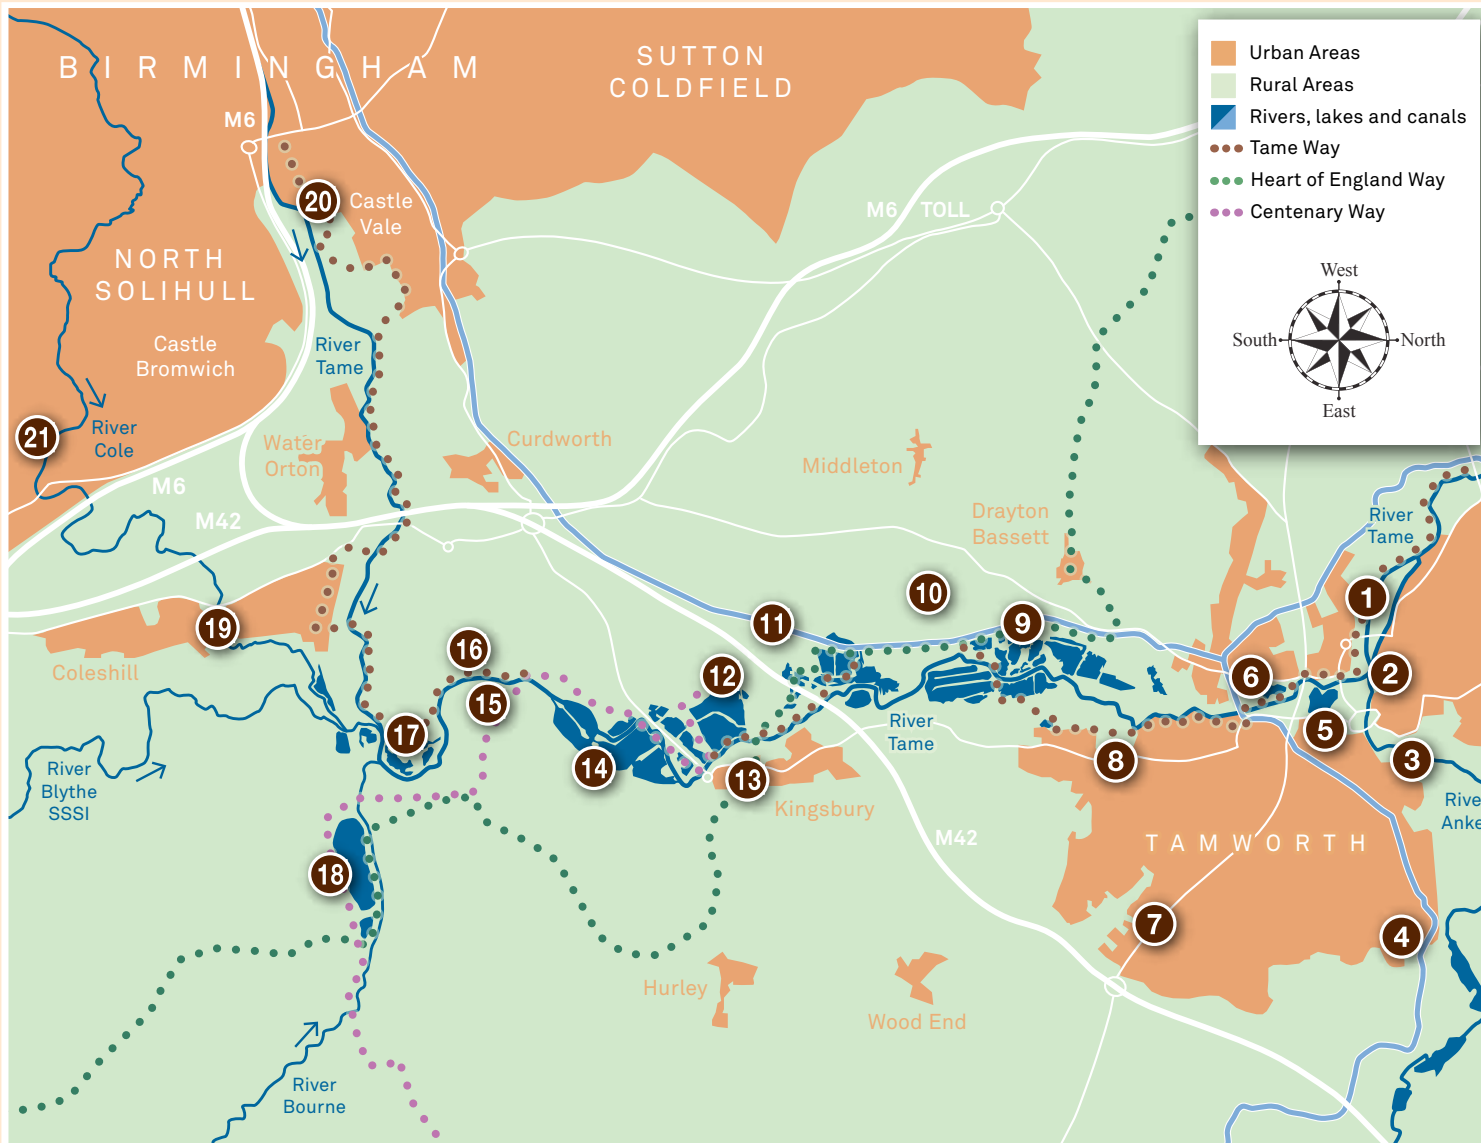 BIRMINGHAM
SUTTON
COLDFIELD
Urban Areas
Rural Areas
Rivers, lakes and canals
Tame Way
Heart of England Way
Centenary Way
West
South
North
East
M6
20
Castle
Vale
M6 TOLL
NORTH
SOLIHULL
Castle
Bromwich
River
Tame
21
River
Cole
Water
Orton
Curdworth
Middleton
M6
M42
Drayton
Bassett
River
Tame
19
Coleshill
16
15
17
14
12
13
11
10
9
River
Tame
Kingsbury
8
6
1
2
5
3
River
Blythe
SSSI
Rive
Anke
M42
TAMWORTH
18
7
4
Hurley
Wood End
River
Bourne